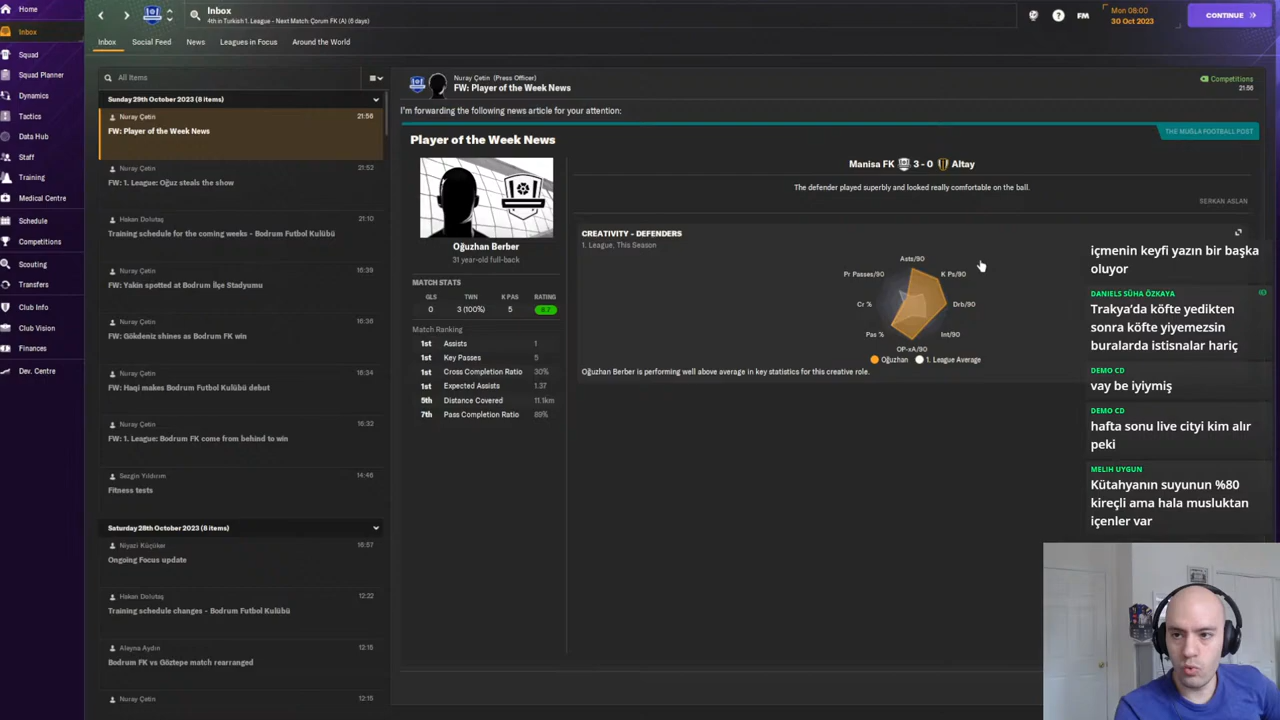 Home
Inbox
Squad
Squad Planner
Dynamics
Tactics
Data Hub
Staff
Training
Medical Centre
Schedule
Competitions
Scouting
Transfers
Club Info
Club Vision
Finances
Dev. Centre
Inbox
4th in Turkish 1. League - Next Match: Çorum FK (A) (6 days)
FM
Mon 08:00
30 Oct 2023
CONTINUE
Inbox
Social Feed
News
Leagues in Focus
Around the World
All Items
Sunday 29th October 2023 (8 items)
Nuray Çetin 21:56
FW: Player of the Week News
Nuray Çetin 21:52
FW: 1. League: Oğuz steals the show
Hakan Dolutaş 21:10
Training schedule for the coming weeks - Bodrum Futbol Kulübü
Nuray Çetin 18:39
FW: Yakin spotted at Bodrum İlçe Stadyumu
Nuray Çetin 18:36
FW: Gökdeniz shines as Bodrum FK win
Nuray Çetin 18:34
FW: Haqi makes Bodrum Futbol Kulübü debut
Nuray Çetin 18:32
FW: 1. League: Bodrum FK come from behind to win
Sezgin Yıldırım 14:46
Fitness tests
Saturday 28th October 2023 (8 items)
Niyazi Küçüker 16:57
Ongoing Focus update
Hakan Dolutaş 12:22
Training schedule changes - Bodrum Futbol Kulübü
Aleyna Aydın 12:15
Bodrum FK vs Göztepe match rearranged
Nuray Çetin 12:15
Nuray Çetin (Press Officer)
FW: Player of the Week News
Competitions
21:56
I'm forwarding the following news article for your attention:
THE MUĞLA FOOTBALL POST
Player of the Week News
Oğuzhan Berber
31 year-old full-back
MATCH STATS
GLS TWN K PAS RATING
0 3 (100%) 5
Match Ranking
1st Assists 1
1st Key Passes 5
1st Cross Completion Ratio 30%
1st Expected Assists 1.37
5th Distance Covered 11.1km
7th Pass Completion Ratio 89%
Manisa FK 3 - 0 Altay
The defender played superbly and looked really comfortable on the ball.
SERKAN ASLAN
CREATIVITY - DEFENDERS
1. League, This Season
Asts/90
Pr Passes/90
K Ps/90
Cr %
Drb/90
Pas %
Int/90
OP-xA/90
Oğuzhan
1. League Average
Oğuzhan Berber is performing well above average in key statistics for this creative role.
içmenin keyfi yazın bir başka
oluyor
DANIELS SÜHA ÖZKAYA
Trakya’da köfte yedikten
sonra köfte yiyemezsin
buralarda istisnalar hariç
DEMO CD
vay be iyiymiş
DEMO CD
hafta sonu live cityi kim alır
peki
MELIH UYGUN
Kütahyanın suyunun %80
kireçli ama hala musluktan
içenler var